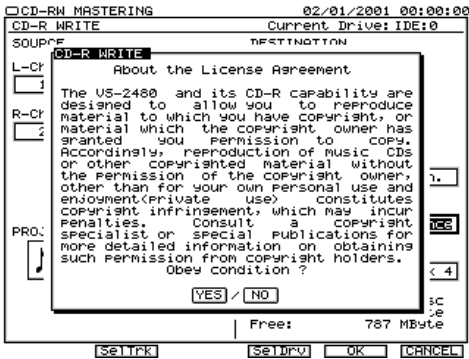 CD-RW MASTERING 02/01/2001 00:00:00
CD-R WRITE Current Drive:IDE:0
SOURCE DESTINATION
CD-R WRITE
L-Ch
R-Ch
PROJ
About the License Agreement
The VS-2480 and its CD-R capability are
designed to allow you to reproduce
material to which you have copyright, or
material which the copyright owner has
granted you permission to copy.
Accordingly, reproduction of music CDs
or other copyrighted material without
the permission of the copyright owner,
other than for your own personal use and
enjoyment(private use) constitutes
copyright infringement, which may incur
penalties. Consult a copyright
specialist or special publications for
more detailed information on obtaining
such permission from copyright holders.
Obey condition ?
YES / NO
4
Free: 787 MByte
SelTrk SelDrv OK CANCEL